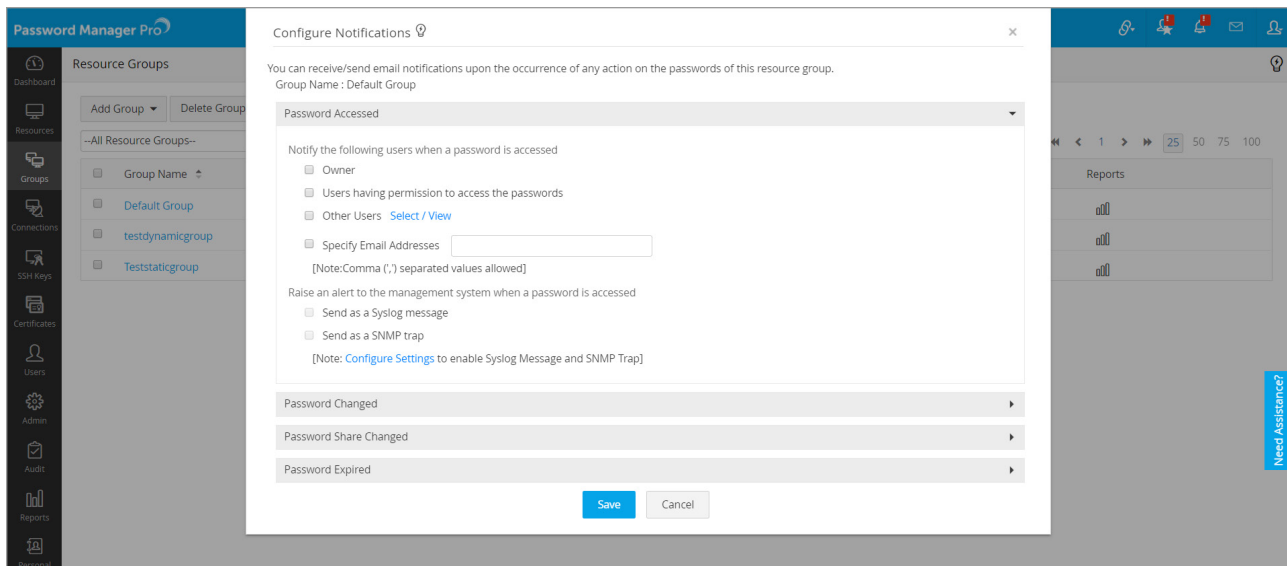 Password Manager Pro
Dashboard
Resources
Groups
Connections
SSH Keys
Certificates
Users
Admin
Audit
Reports
Personal
Resource Groups
Add Group
Delete Group
--All Resource Groups--
1 25 50 75 100
Group Name
Reports
Default Group
testdynamicgroup
Teststaticgroup
Configure Notifications
You can receive/send email notifications upon the occurrence of any action on the passwords of this resource group.
Group Name : Default Group
Password Accessed
Notify the following users when a password is accessed
Owner
Users having permission to access the passwords
Other Users Select / View
Specify Email Addresses
[Note:Comma (',') separated values allowed]
Raise an alert to the management system when a password is accessed
Send as a Syslog message
Send as a SNMP trap
[Note: Configure Settings to enable Syslog Message and SNMP Trap]
Password Changed
Password Share Changed
Password Expired
Save Cancel
Need Assistance?